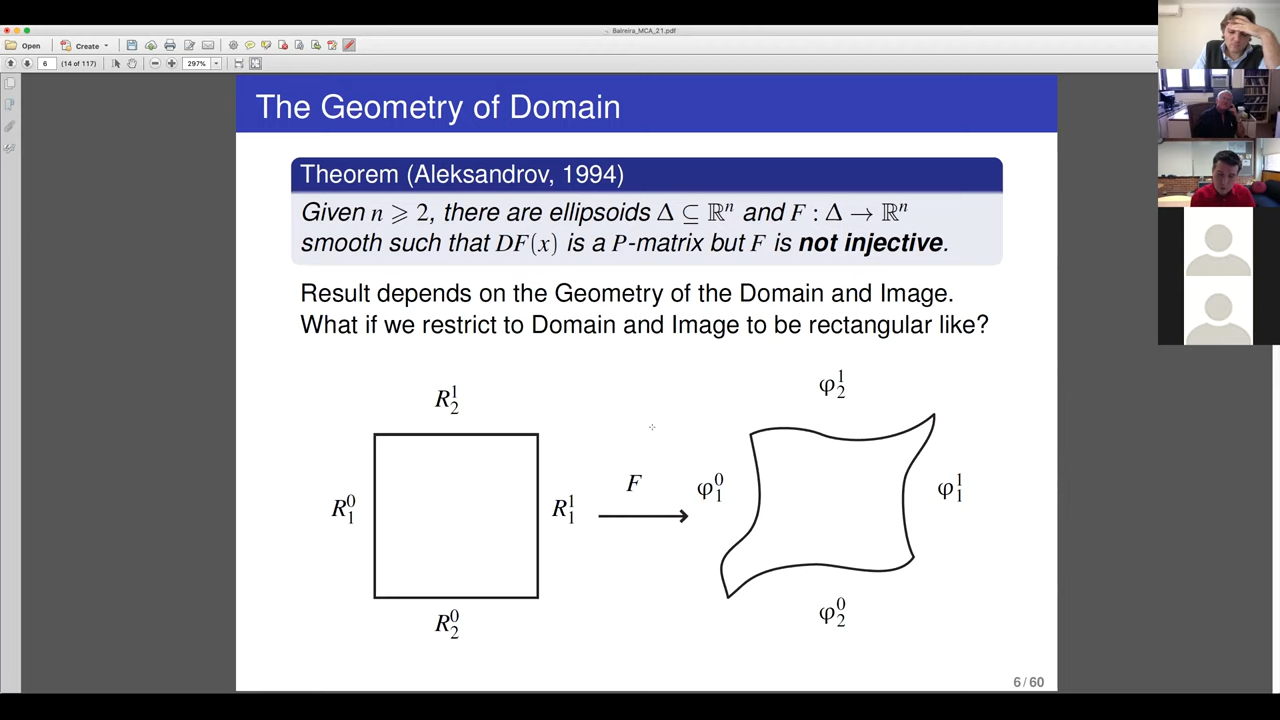 Balreira_MCA_21.pdf
Open Create
6 (14 of 117) 297%
The Geometry of Domain
Theorem (Aleksandrov, 1994)
Given n ⩾ 2, there are ellipsoids Δ ⊆ ℝⁿ and F : Δ → ℝⁿ
smooth such that DF(x) is a P-matrix but F is not injective.
Result depends on the Geometry of the Domain and Image.
What if we restrict to Domain and Image to be rectangular like?
R₂¹
φ₂¹
R₁⁰
R₁¹
F
φ₁⁰
φ₁¹
R₂⁰
φ₂⁰
6 / 60